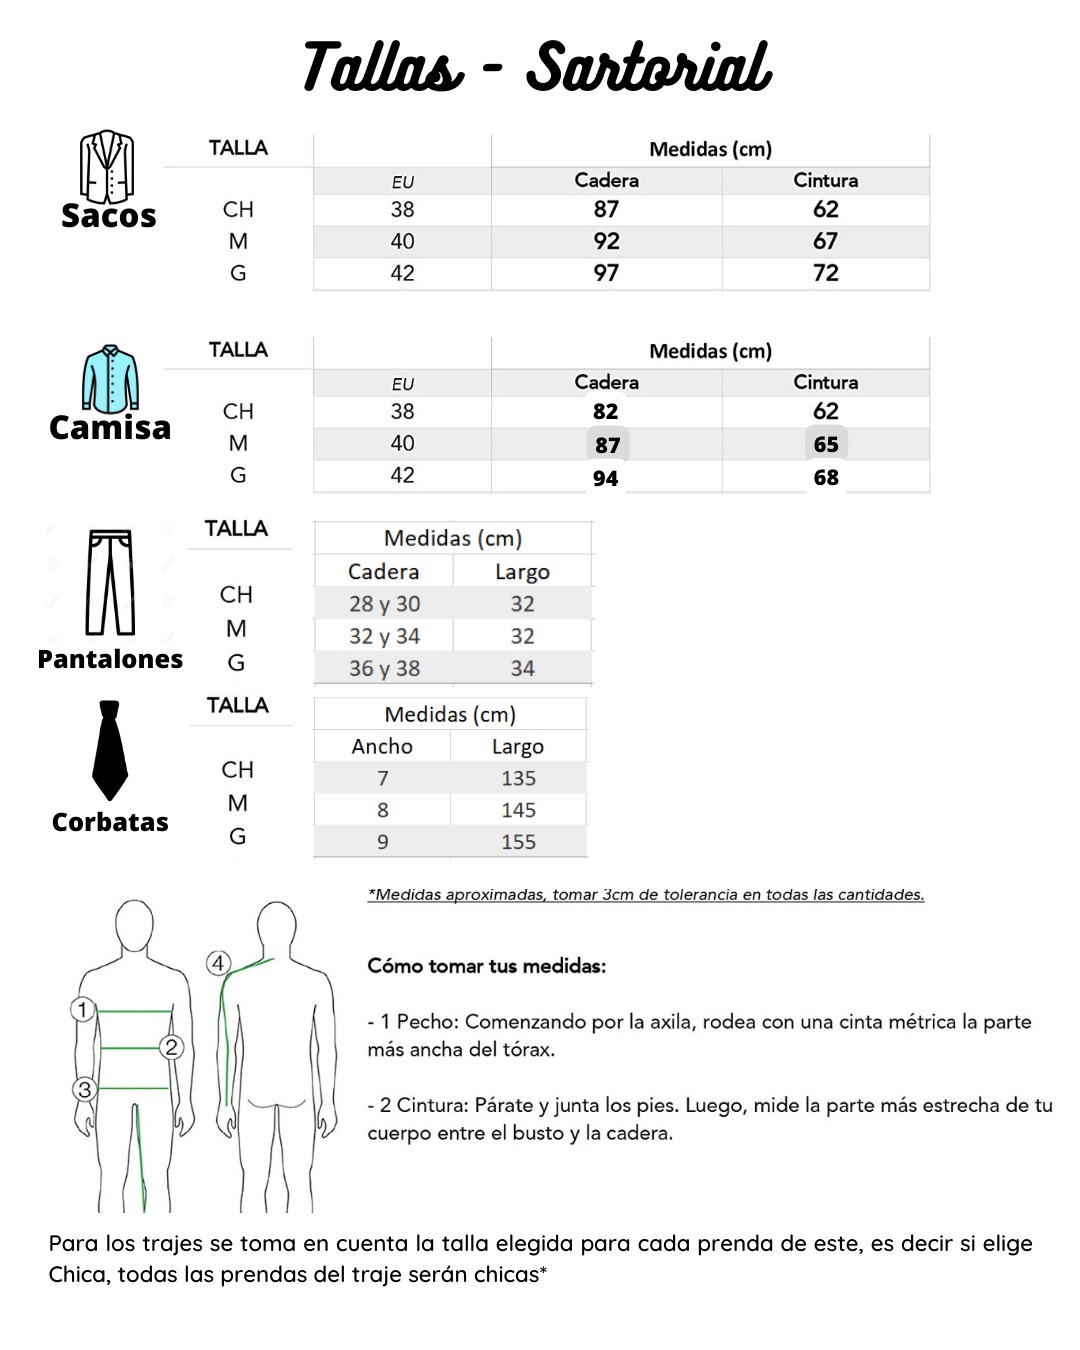 Tallas - Sartorial
Sacos
TALLA Medidas (cm)
EU Cadera Cintura
CH 38 87 62
M 40 92 67
G 42 97 72
Camisa
TALLA Medidas (cm)
EU Cadera Cintura
CH 38 82 62
M 40 87 65
G 42 94 68
Pantalones
TALLA Medidas (cm)
Cadera Largo
CH 28 y 30 32
M 32 y 34 32
G 36 y 38 34
Corbatas
TALLA Medidas (cm)
Ancho Largo
CH 7 135
M 8 145
G 9 155
*Medidas aproximadas, tomar 3cm de tolerancia en todas las cantidades.
1
2
3
4
Cómo tomar tus medidas:
- 1 Pecho: Comenzando por la axila, rodea con una cinta métrica la parte
más ancha del tórax.
- 2 Cintura: Párate y junta los pies. Luego, mide la parte más estrecha de tu
cuerpo entre el busto y la cadera.
Para los trajes se toma en cuenta la talla elegida para cada prenda de este, es decir si elige
Chica, todas las prendas del traje serán chicas*